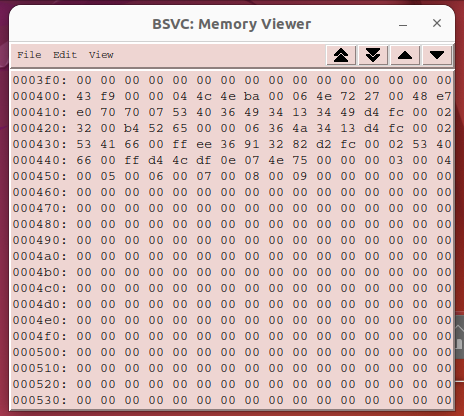 BSVC: Memory Viewer
File Edit View
0003f0: 00 00 00 00 00 00 00 00 00 00 00 00 00 00 00 00
000400: 43 f9 00 00 04 4c 4e ba 00 06 4e 72 27 00 48 e7
000410: e0 70 70 07 53 40 36 49 34 13 34 49 d4 fc 00 02
000420: 32 00 b4 52 65 00 00 06 36 4a 34 13 d4 fc 00 02
000430: 53 41 66 00 ff ee 36 91 32 82 d2 fc 00 02 53 40
000440: 66 00 ff d4 4c df 0e 07 4e 75 00 00 00 03 00 04
000450: 00 05 00 06 00 07 00 08 00 09 00 00 00 00 00 00
000460: 00 00 00 00 00 00 00 00 00 00 00 00 00 00 00 00
000470: 00 00 00 00 00 00 00 00 00 00 00 00 00 00 00 00
000480: 00 00 00 00 00 00 00 00 00 00 00 00 00 00 00 00
000490: 00 00 00 00 00 00 00 00 00 00 00 00 00 00 00 00
0004a0: 00 00 00 00 00 00 00 00 00 00 00 00 00 00 00 00
0004b0: 00 00 00 00 00 00 00 00 00 00 00 00 00 00 00 00
0004c0: 00 00 00 00 00 00 00 00 00 00 00 00 00 00 00 00
0004d0: 00 00 00 00 00 00 00 00 00 00 00 00 00 00 00 00
0004e0: 00 00 00 00 00 00 00 00 00 00 00 00 00 00 00 00
0004f0: 00 00 00 00 00 00 00 00 00 00 00 00 00 00 00 00
000500: 00 00 00 00 00 00 00 00 00 00 00 00 00 00 00 00
000510: 00 00 00 00 00 00 00 00 00 00 00 00 00 00 00 00
000520: 00 00 00 00 00 00 00 00 00 00 00 00 00 00 00 00
000530: 00 00 00 00 00 00 00 00 00 00 00 00 00 00 00 00